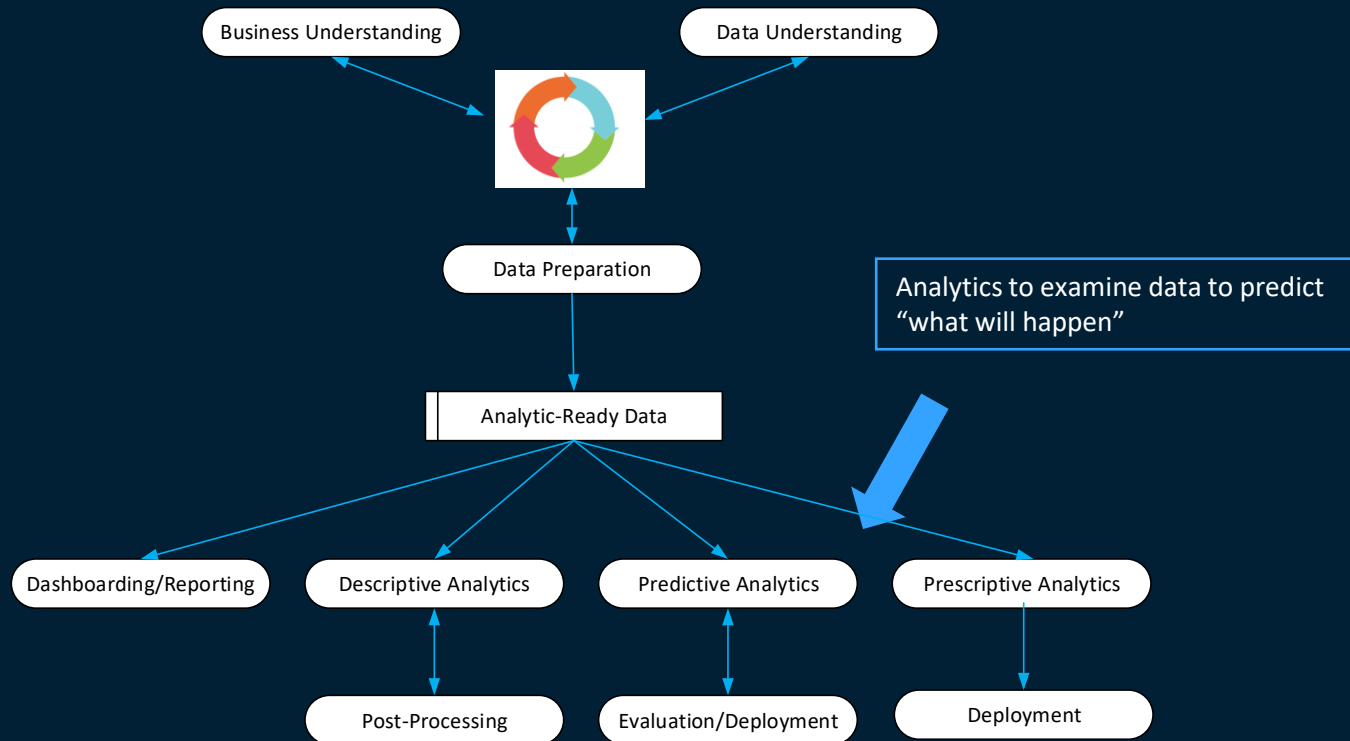 Business Understanding
Data Understanding
Data Preparation
Analytics to examine data to predict
“what will happen”
Analytic-Ready Data
Dashboarding/Reporting
Descriptive Analytics
Predictive Analytics
Prescriptive Analytics
Post-Processing
Evaluation/Deployment
Deployment